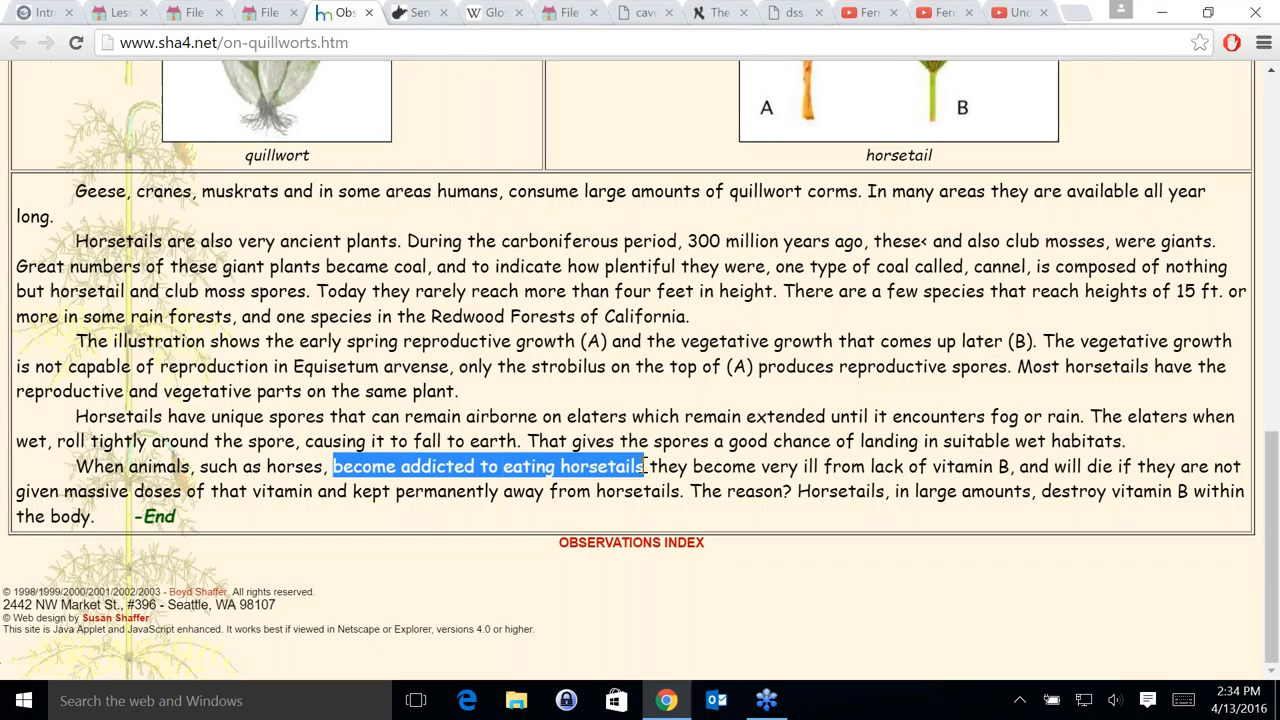 Intro
Less
File
File
Obs
Sen
Glo
File
cave
The
dss
Ferr
Ferr
Unc
www.sha4.net/on-quillworts.htm
A
B
quillwort
horsetail
Geese, cranes, muskrats and in some areas humans, consume large amounts of quillwort corms. In many areas they are available all year
long.
Horsetails are also very ancient plants. During the carboniferous period, 300 million years ago, these< and also club mosses, were giants.
Great numbers of these giant plants became coal, and to indicate how plentiful they were, one type of coal called, cannel, is composed of nothing
but horsetail and club moss spores. Today they rarely reach more than four feet in height. There are a few species that reach heights of 15 ft. or
more in some rain forests, and one species in the Redwood Forests of California.
The illustration shows the early spring reproductive growth (A) and the vegetative growth that comes up later (B). The vegetative growth
is not capable of reproduction in Equisetum arvense, only the strobilus on the top of (A) produces reproductive spores. Most horsetails have the
reproductive and vegetative parts on the same plant.
Horsetails have unique spores that can remain airborne on elaters which remain extended until it encounters fog or rain. The elaters when
wet, roll tightly around the spore, causing it to fall to earth. That gives the spores a good chance of landing in suitable wet habitats.
When animals, such as horses, become addicted to eating horsetails they become very ill from lack of vitamin B, and will die if they are not
given massive doses of that vitamin and kept permanently away from horsetails. The reason? Horsetails, in large amounts, destroy vitamin B within
the body. -End
OBSERVATIONS INDEX
© 1998/1999/2000/2001/2002/2003 - Boyd Shaffer, All rights reserved.
2442 NW Market St., #396 - Seattle, WA 98107
© Web design by Susan Shaffer
This site is Java Applet and JavaScript enhanced. It works best if viewed in Netscape or Explorer, versions 4.0 or higher.
Search the web and Windows
2:34 PM
4/13/2016